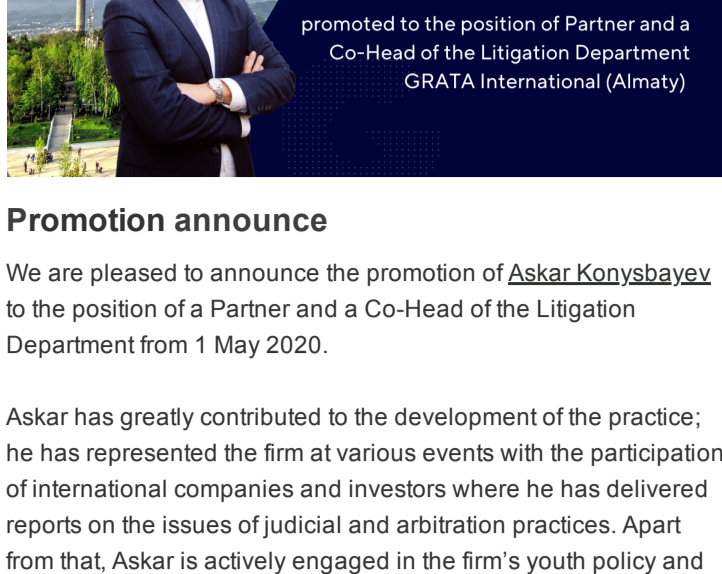 promoted to the position of Partner and a
Co-Head of the Litigation Department
GRATA International (Almaty)
Promotion announce
We are pleased to announce the promotion of Askar Konysbayev
to the position of a Partner and a Co-Head of the Litigation
Department from 1 May 2020.
Askar has greatly contributed to the development of the practice;
he has represented the firm at various events with the participation
of international companies and investors where he has delivered
reports on the issues of judicial and arbitration practices. Apart
from that, Askar is actively engaged in the firm’s youth policy and